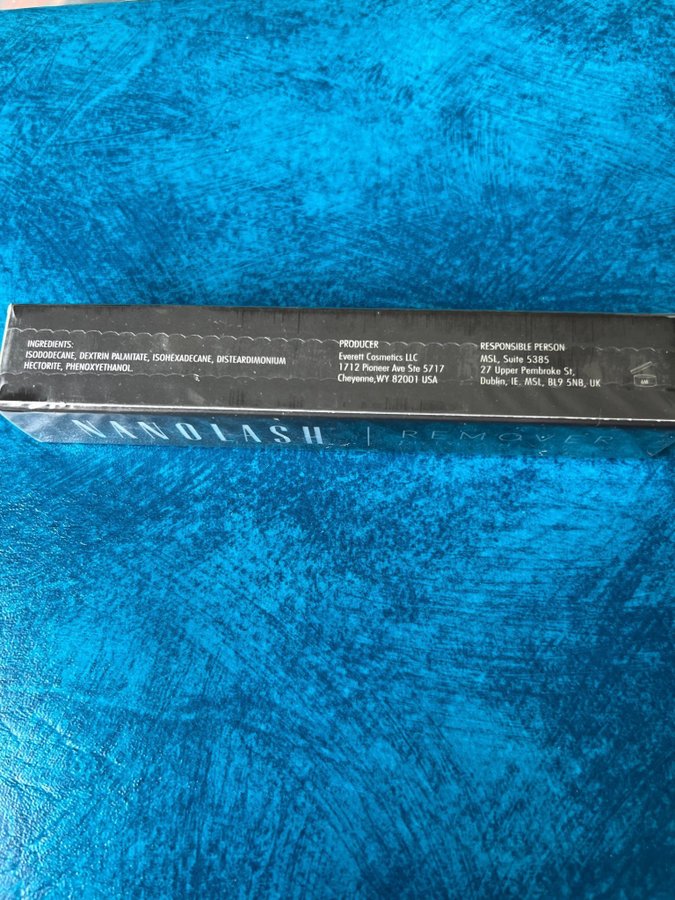 INGREDIENTS:
ISODODECANE, DEXTRIN PALMITATE, ISOHEXADECANE, DISTEARDIMONIUM
HECTORITE, PHENOXYETHANOL.
PRODUCER
Everett Cosmetics LLC
1712 Pioneer Ave Ste 5717
Cheyenne,WY 82001 USA
RESPONSIBLE PERSON
MSL, Suite 5385
27 Upper Pembroke St,
Dublin, IE. MSL, BL9 5NB, UK
6M
NANOLASH | REMOVER